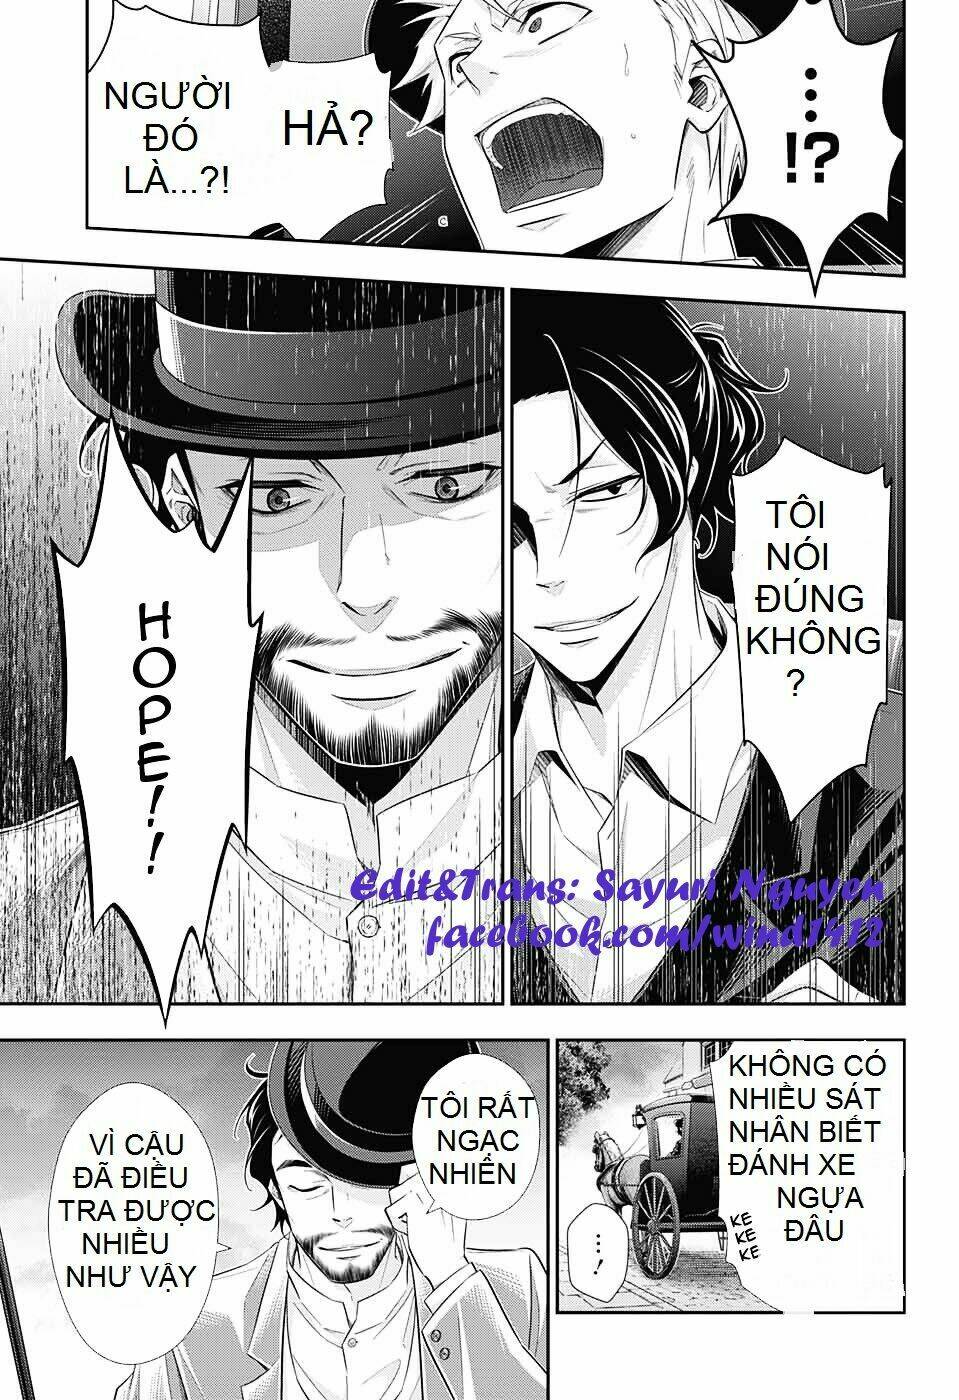 …!?
HẢ?
NGƯỜI
ĐÓ
LÀ...?!
TÔI
NÓI
ĐÚNG
KHÔNG
?
HOPE!!
Edit&Trans: Sayuri Nguyen
facebook.com/wind1412
KHÔNG CÓ
NHIỀU SÁT
NHÂN BIẾT
ĐÁNH XE
NGỰA
ĐÂU
KE
KE
KE
…!
TÔI RẤT
NGẠC
NHIÊN
VÌ CẬU
ĐÃ ĐIỀU
TRA ĐƯỢC
NHIỀU
NHƯ VẬY